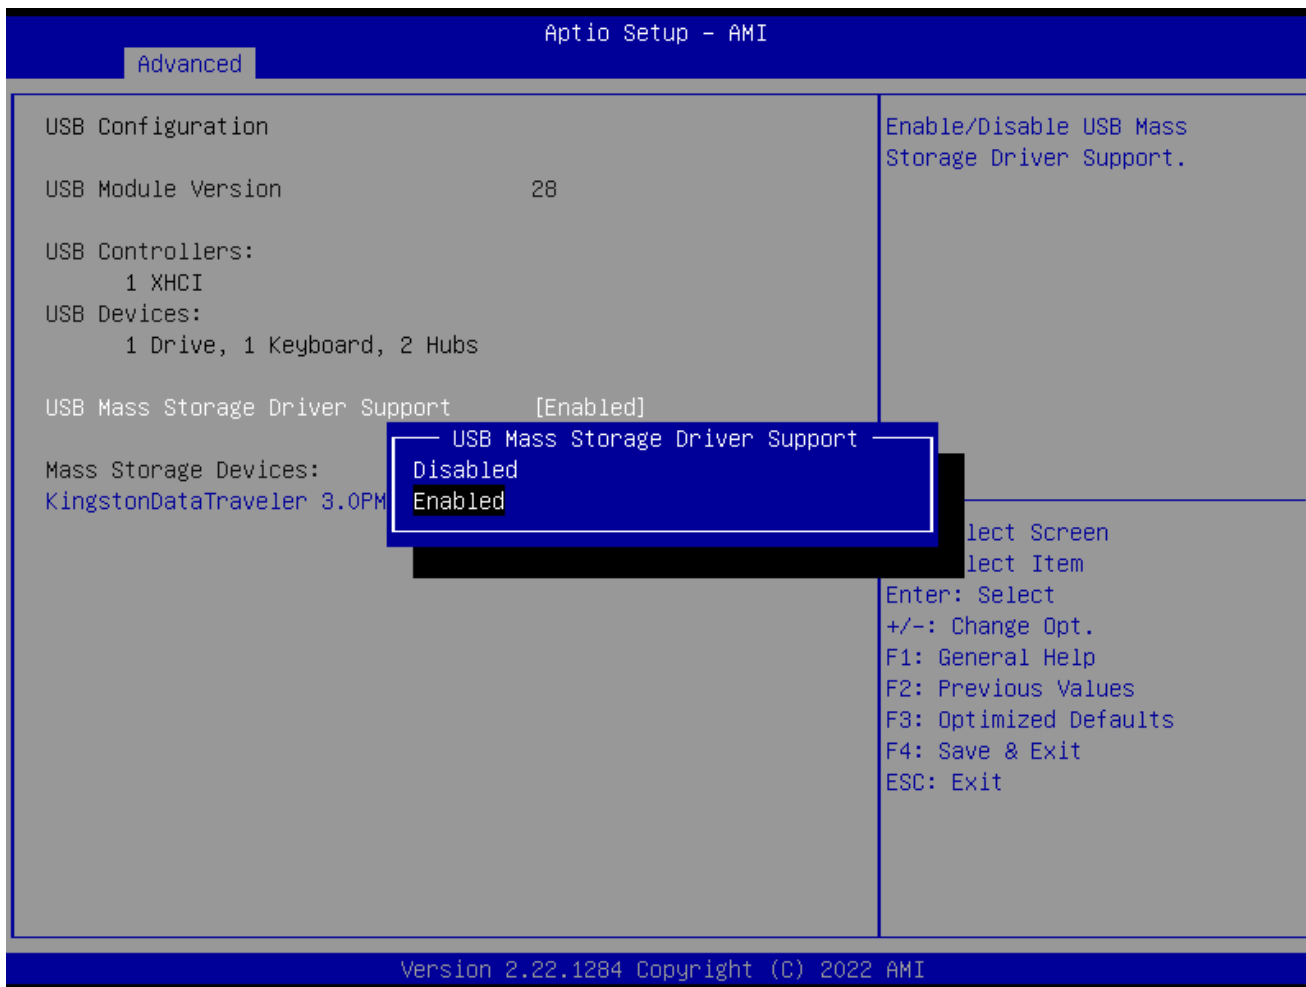 Aptio Setup – AMI
Advanced
USB Configuration
USB Module Version 28
USB Controllers:
1 XHCI
USB Devices:
1 Drive, 1 Keyboard, 2 Hubs
USB Mass Storage Driver Support [Enabled]
Mass Storage Devices:
KingstonDataTraveler 3.0PM
USB Mass Storage Driver Support
Disabled
Enabled
Enable/Disable USB Mass
Storage Driver Support.
lect Screen
lect Item
Enter: Select
+/-: Change Opt.
F1: General Help
F2: Previous Values
F3: Optimized Defaults
F4: Save & Exit
ESC: Exit
Version 2.22.1284 Copyright (C) 2022 AMI